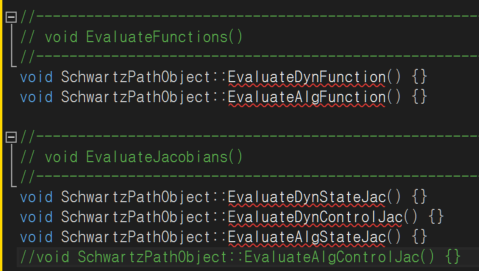 //------------------------------------------------------
// void EvaluateFunctions()
//------------------------------------------------------
void SchwartzPathObject::EvaluateDynFunction() {}
void SchwartzPathObject::EvaluateAlgFunction() {}
//------------------------------------------------------
// void EvaluateJacobians()
//------------------------------------------------------
void SchwartzPathObject::EvaluateDynStateJac() {}
void SchwartzPathObject::EvaluateDynControlJac() {}
void SchwartzPathObject::EvaluateAlgStateJac() {}
//void SchwartzPathObject::EvaluateAlgControlJac() {}